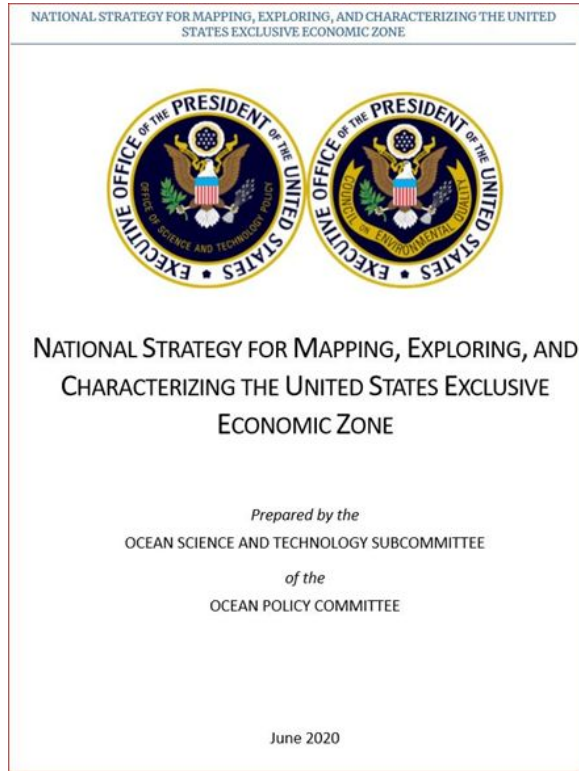 NATIONAL STRATEGY FOR MAPPING, EXPLORING, AND CHARACTERIZING THE UNITED
STATES EXCLUSIVE ECONOMIC ZONE
EXECUTIVE OFFICE OF THE PRESIDENT OF THE UNITED STATES
OFFICE OF SCIENCE AND TECHNOLOGY POLICY
EXECUTIVE OFFICE OF THE PRESIDENT OF THE UNITED STATES
COUNCIL ON ENVIRONMENTAL QUALITY
NATIONAL STRATEGY FOR MAPPING, EXPLORING, AND
CHARACTERIZING THE UNITED STATES EXCLUSIVE
ECONOMIC ZONE
Prepared by the
OCEAN SCIENCE AND TECHNOLOGY SUBCOMMITTEE
of the
OCEAN POLICY COMMITTEE
June 2020